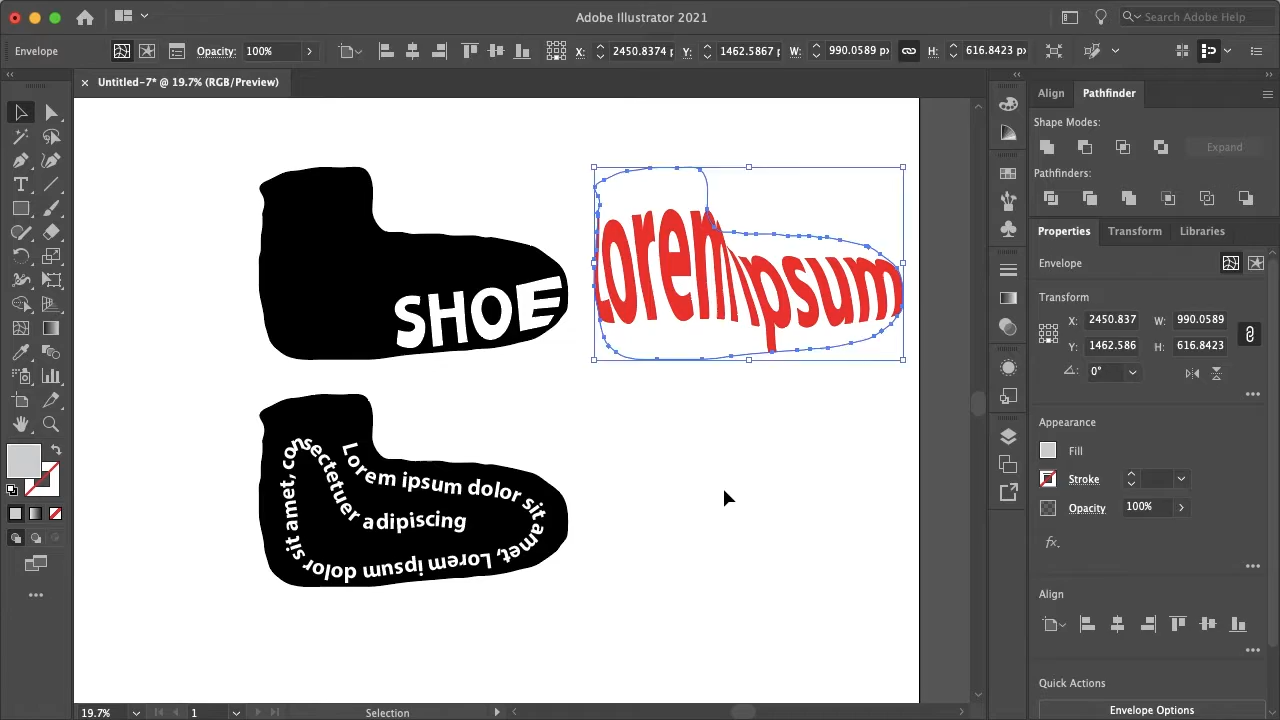 Adobe Illustrator 2021
Search Adobe Help
Envelope
Opacity:
100%
X:
2450.8374 p
Y:
1462.5867 p
W:
990.0589 px
H:
616.8423 px
Untitled-7* @ 19.7% (RGB/Preview)
Align
Pathfinder
Shape Modes:
Expand
Pathfinders:
Properties
Transform
Libraries
Envelope
Transform
X:
2450.837
W:
990.0589
Y:
1462.586
H:
616.8423
0°
Appearance
Fill
Stroke
Opacity
100%
fx.
Align
Quick Actions
Envelope Options
SHOE
Lorem ipsum
Lorem ipsum dolor sit amet, Lorem ipsum dolor sit amet, consectetuer adipiscing
19.7%
1
Selection